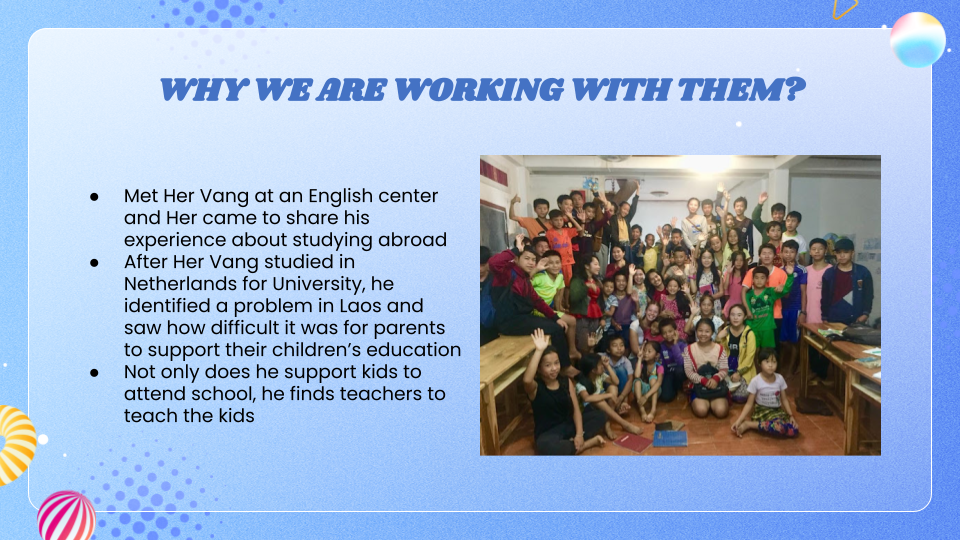 WHY WE ARE WORKING WITH THEM?
● Met Her Vang at an English center
and Her came to share his
experience about studying abroad
● After Her Vang studied in
Netherlands for University, he
identified a problem in Laos and
saw how difficult it was for parents
to support their children’s education
● Not only does he support kids to
attend school, he finds teachers to
teach the kids